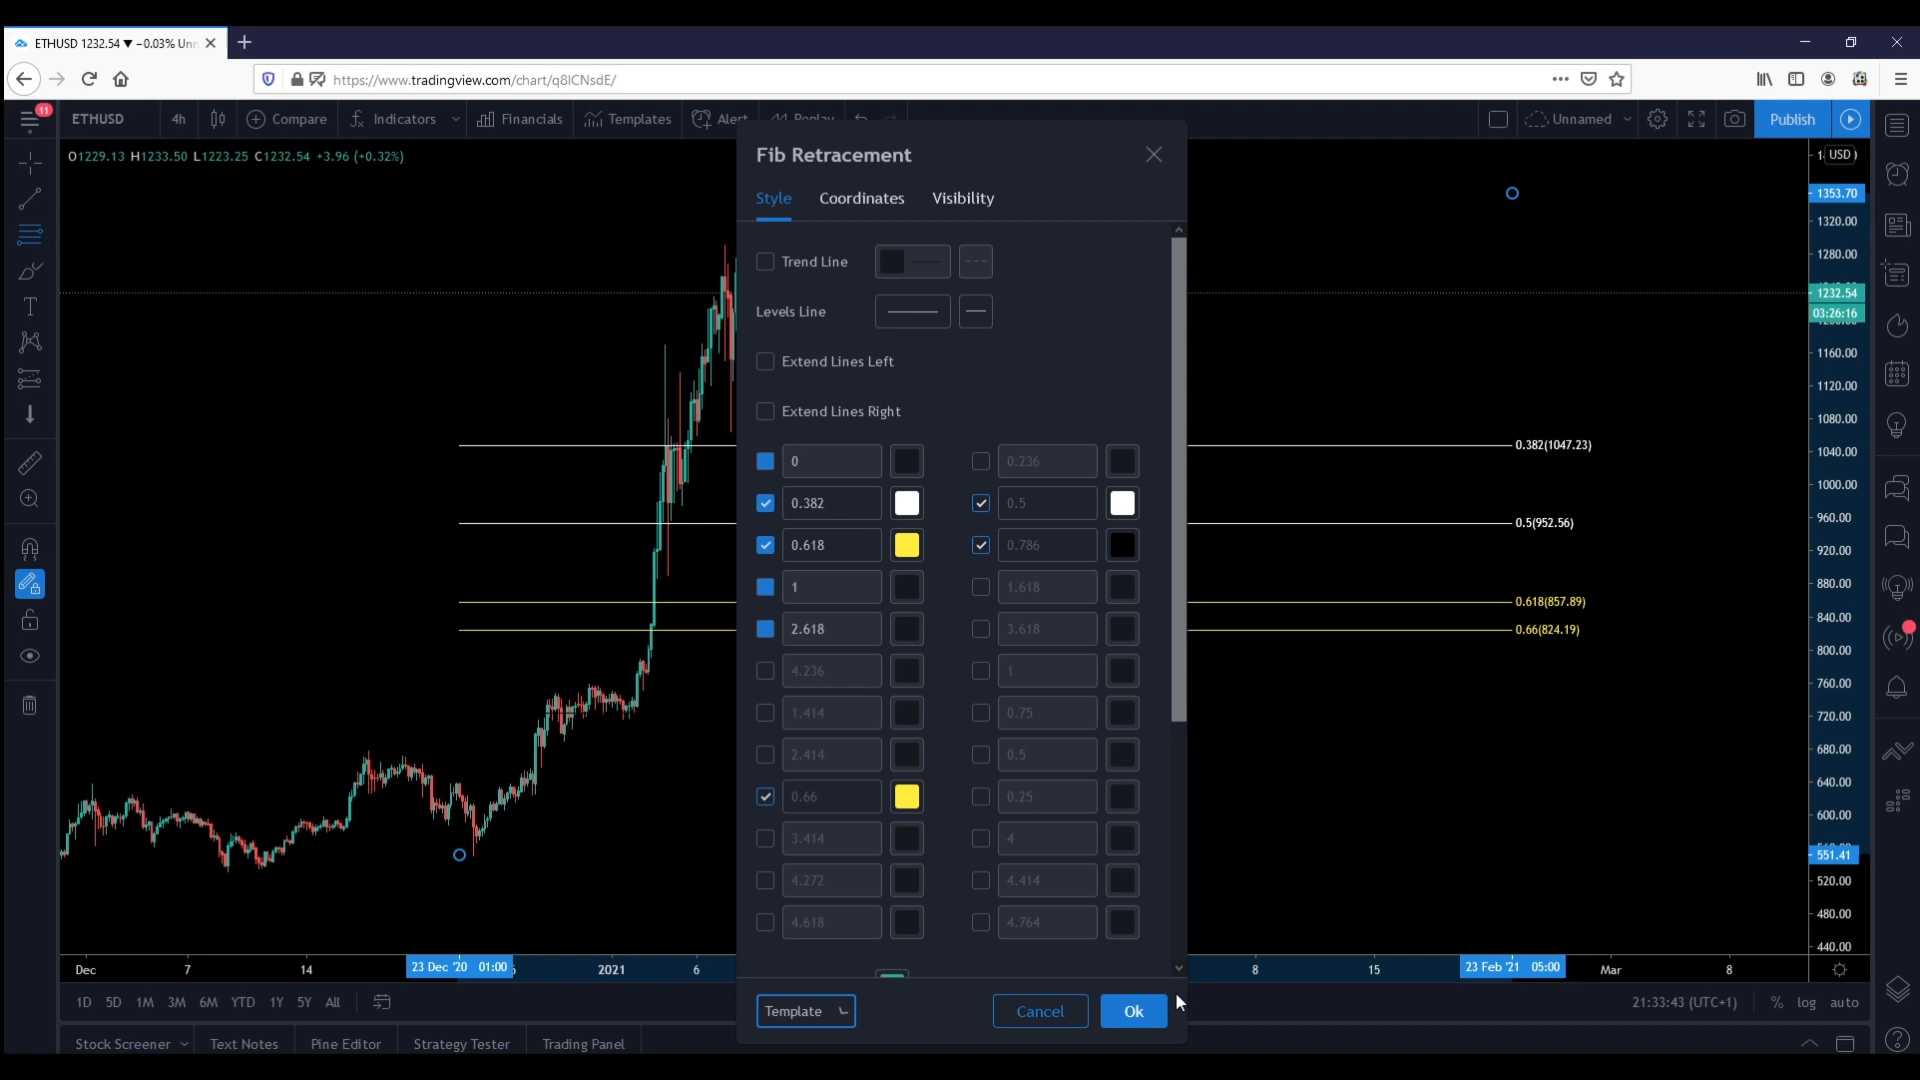 ETHUSD 1232.54 ▼ −0.03% Unn
https://www.tradingview.com/chart/q8ICNsdE/
11
ETHUSD 4h Compare Indicators Financials Templates Alert Replay Unnamed Publish
O1229.13 H1233.50 L1223.25 C1232.54 +3.96 (+0.32%)
Fib Retracement
Style Coordinates Visibility
Trend Line
Levels Line
Extend Lines Left
Extend Lines Right
0 0.236
0.382 0.5
0.618 0.786
1 1.618
2.618 3.618
4.236 1
1.414 0.75
2.414 0.5
0.66 0.25
3.414 4
4.272 4.414
4.618 4.764
Template Cancel Ok
0.382(1047.23)
0.5(952.56)
0.618(857.89)
0.66(824.19)
USD
1353.70
1320.00
1280.00
1232.54
03:26:16
1160.00
1120.00
1080.00
1040.00
1000.00
960.00
920.00
880.00
840.00
800.00
760.00
720.00
680.00
640.00
600.00
551.41
520.00
480.00
440.00
Dec 7 14 23 Dec '20 01:00 2021 6 8 15 23 Feb '21 05:00 Mar 8
1D 5D 1M 3M 6M YTD 1Y 5Y All 21:33:43 (UTC+1) % log auto
Stock Screener Text Notes Pine Editor Strategy Tester Trading Panel